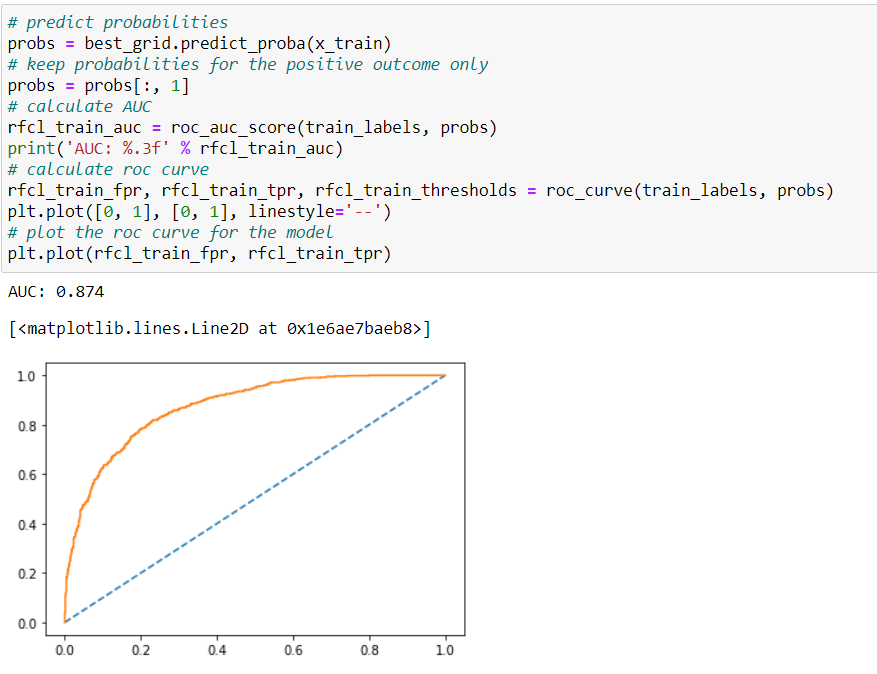 # predict probabilities
probs = best_grid.predict_proba(x_train)
# keep probabilities for the positive outcome only
probs = probs[:, 1]
# calculate AUC
rfcl_train_auc = roc_auc_score(train_labels, probs)
print('AUC: %.3f' % rfcl_train_auc)
# calculate roc curve
rfcl_train_fpr, rfcl_train_tpr, rfcl_train_thresholds = roc_curve(train_labels, probs)
plt.plot([0, 1], [0, 1], linestyle='--')
# plot the roc curve for the model
plt.plot(rfcl_train_fpr, rfcl_train_tpr)
AUC: 0.874
[<matplotlib.lines.Line2D at 0x1e6ae7baeb8>]
1.0
0.8
0.6
0.4
0.2
0.0
0.0 0.2 0.4 0.6 0.8 1.0